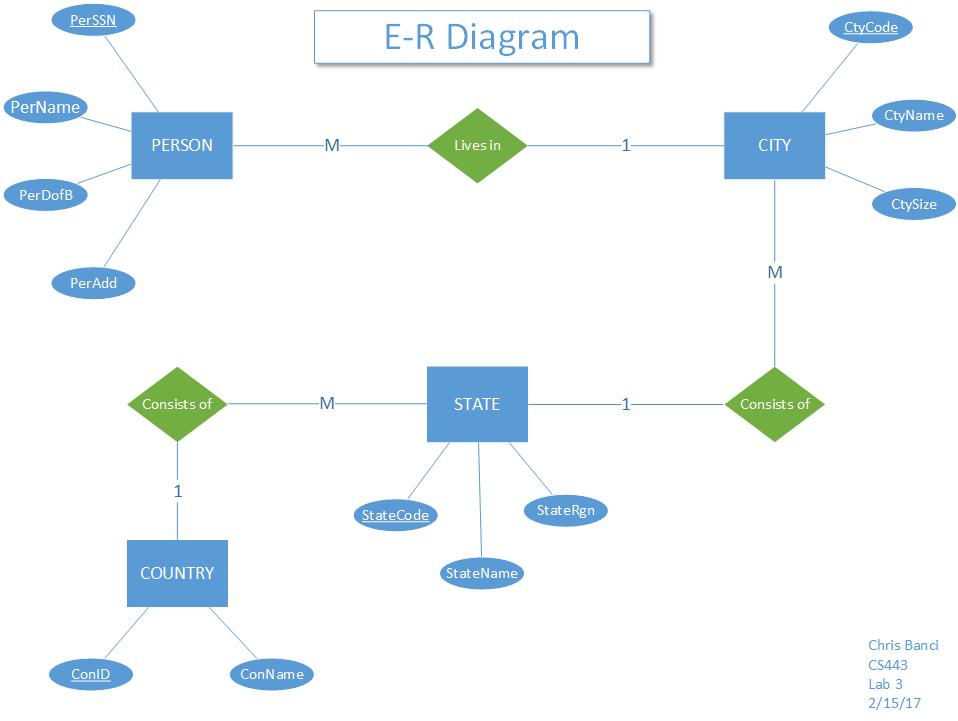 E-R Diagram
PerSSN
CtyCode
PerName
CtyName
PERSON
M
Lives in
1
CITY
PerDofB
CtySize
PerAdd
M
Consists of
M
STATE
1
Consists of
1
StateCode
StateRgn
StateName
COUNTRY
ConID
ConName
Chris Banci
CS443
Lab 3
2/15/17